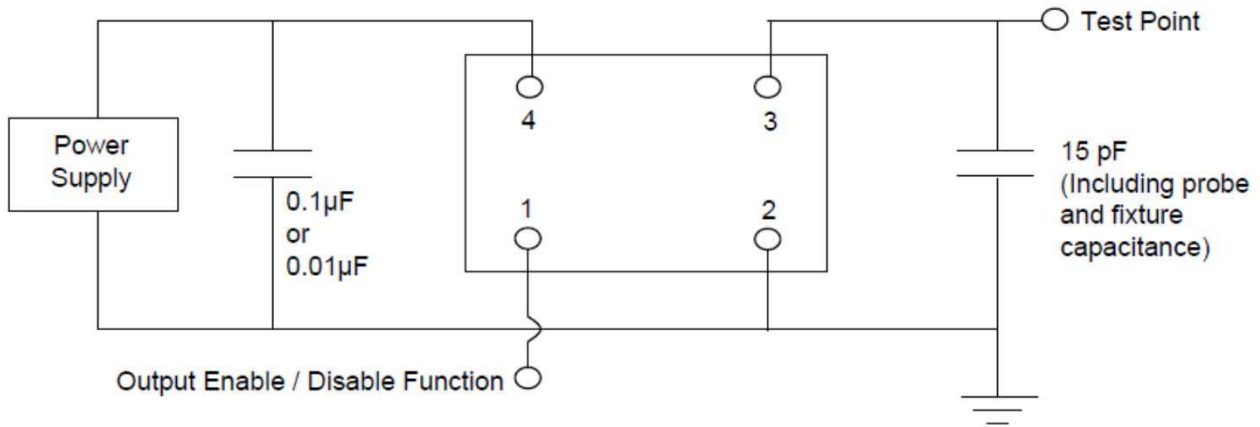 Test Point
Power
Supply
0.1µF
or
0.01µF
4
3
1
2
15 pF
(Including probe
and fixture
capacitance)
Output Enable / Disable Function